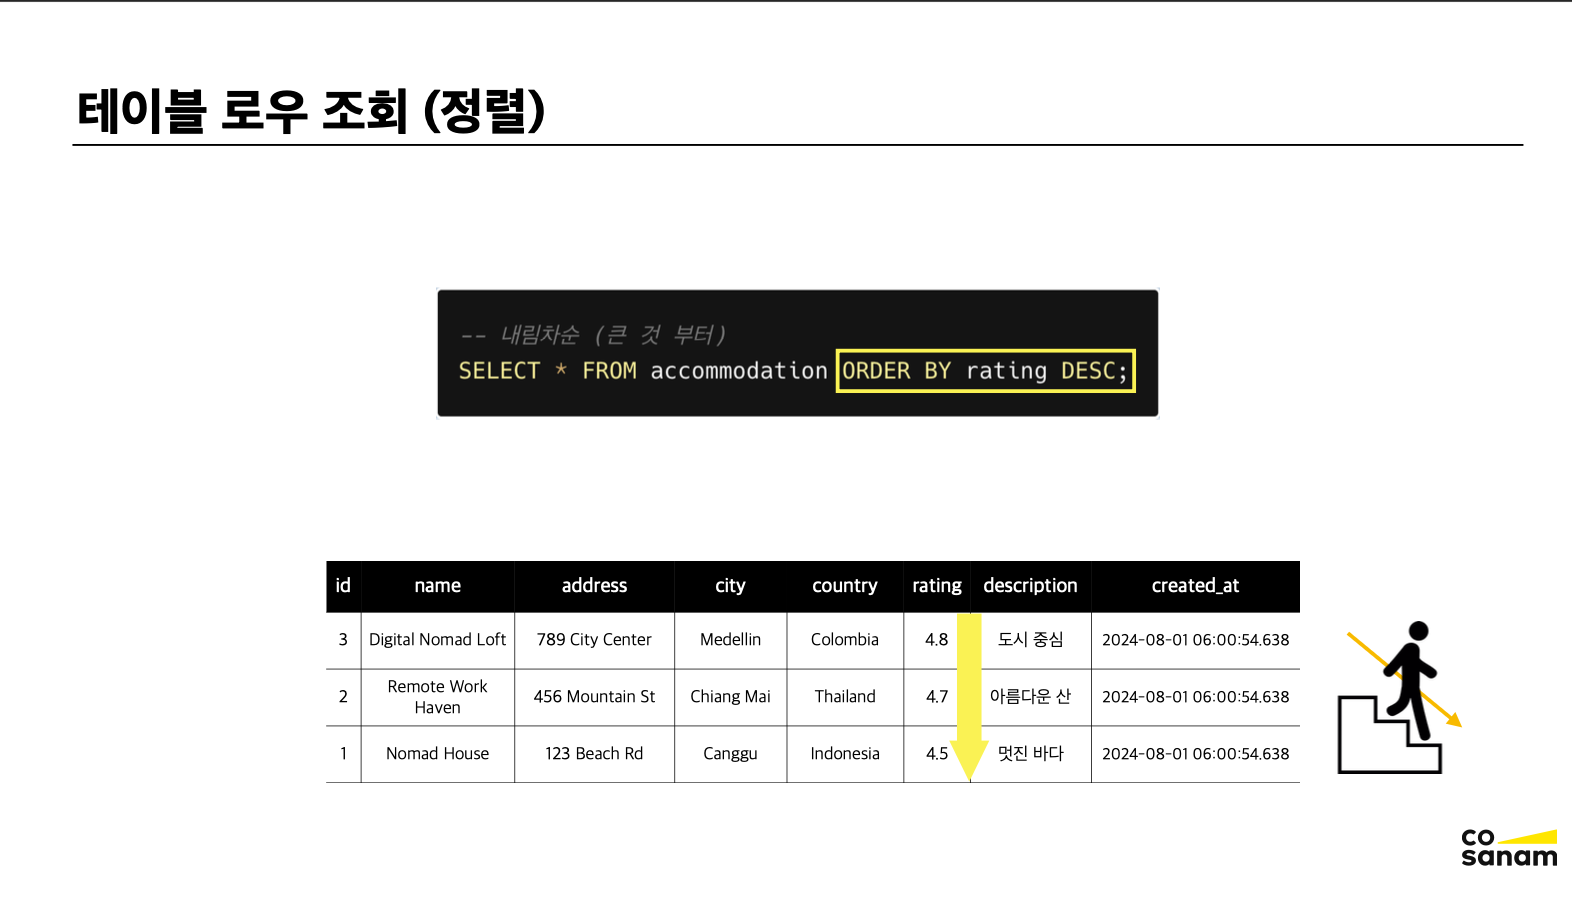 테이블 로우 조회 (정렬)
-- 내림차순 (큰 것 부터)
SELECT * FROM accommodation ORDER BY rating DESC;
id name address city country rating description created_at
3 Digital Nomad Loft 789 City Center Medellin Colombia 4.8 도시 중심 2024-08-01 06:00:54.638
2 Remote Work Haven 456 Mountain St Chiang Mai Thailand 4.7 아름다운 산 2024-08-01 06:00:54.638
1 Nomad House 123 Beach Rd Canggu Indonesia 4.5 멋진 바다 2024-08-01 06:00:54.638
co
sanam